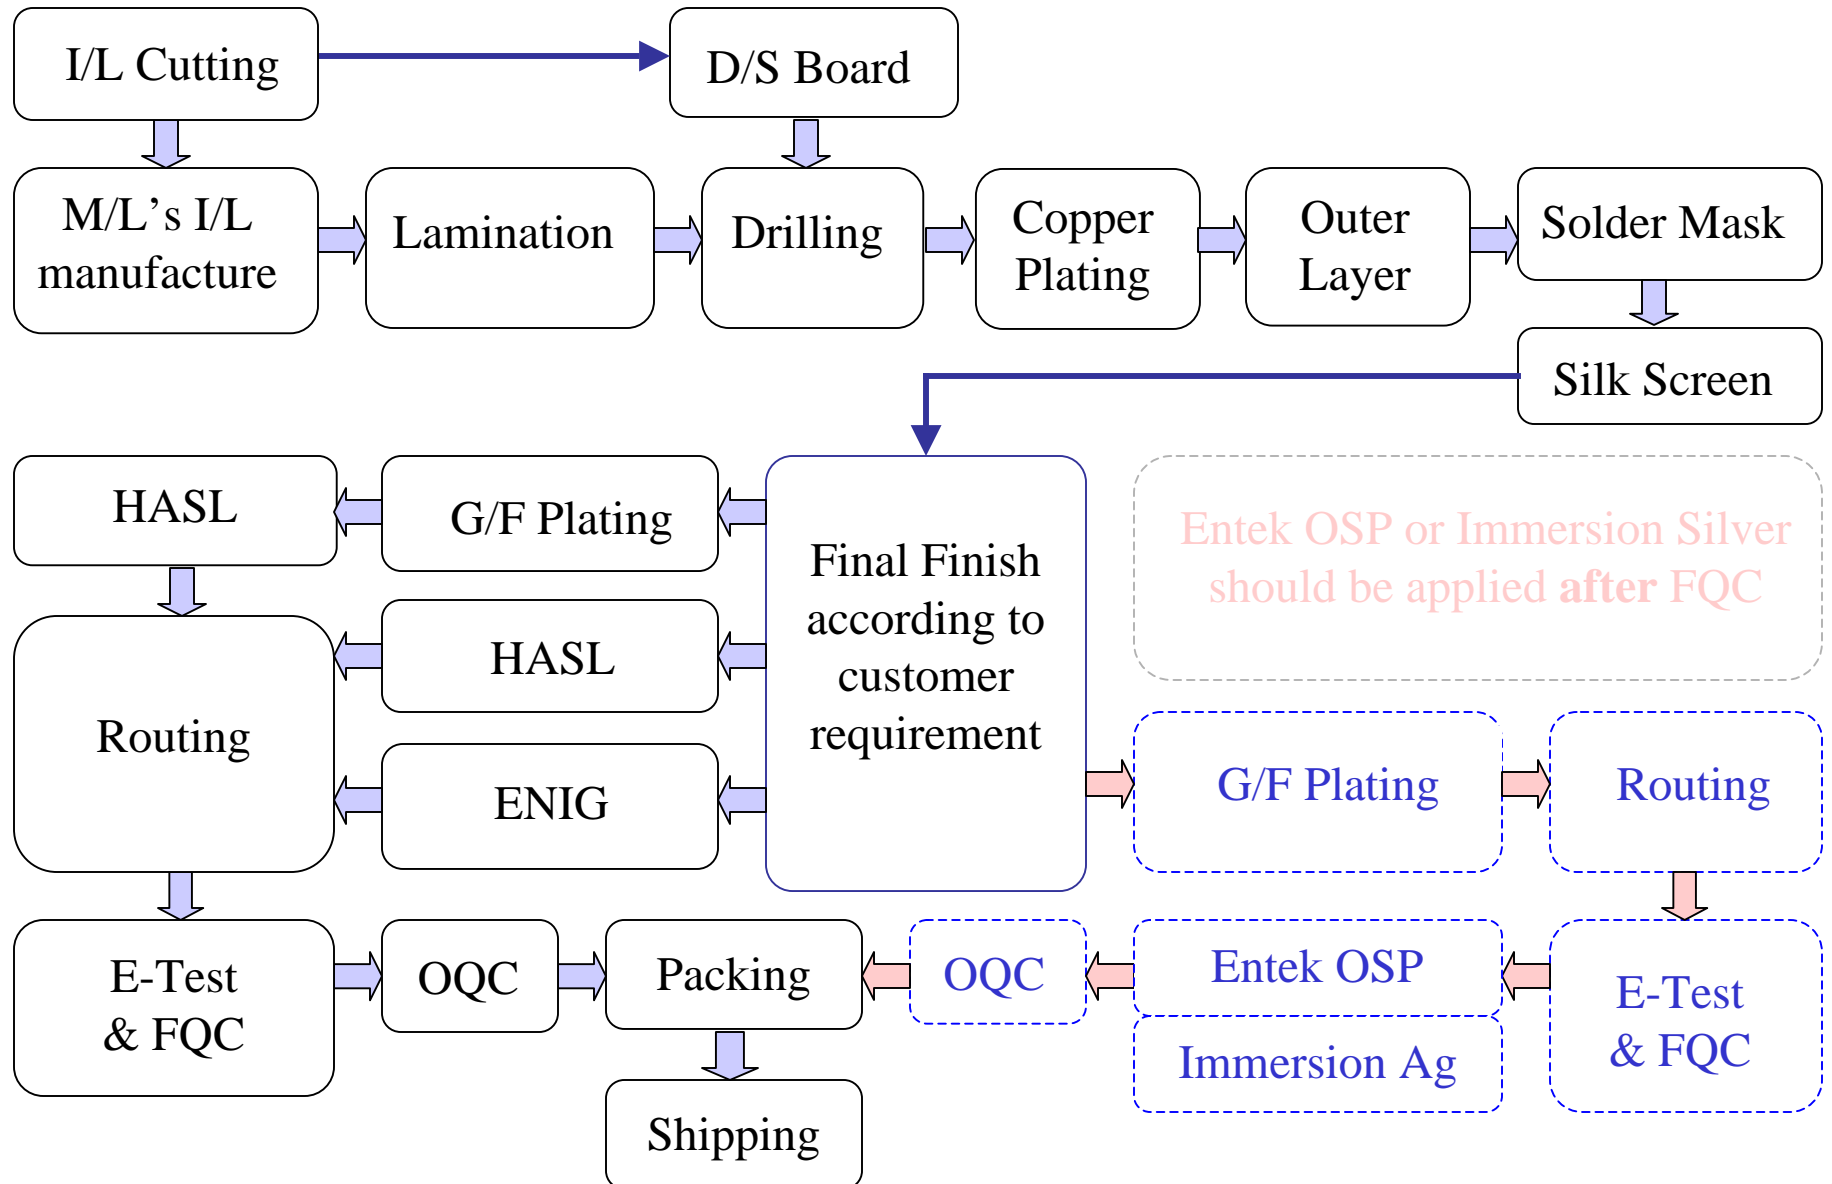 I/L Cutting
D/S Board
M/L’s I/L
manufacture
Lamination
Drilling
Copper
Plating
Outer
Layer
Solder Mask
Silk Screen
HASL
G/F Plating
Final Finish
according to
customer
requirement
Entek OSP or Immersion Silver
should be applied after FQC
HASL
Routing
ENIG
G/F Plating
Routing
E-Test
& FQC
OQC
Packing
OQC
Entek OSP
Immersion Ag
E-Test
& FQC
Shipping